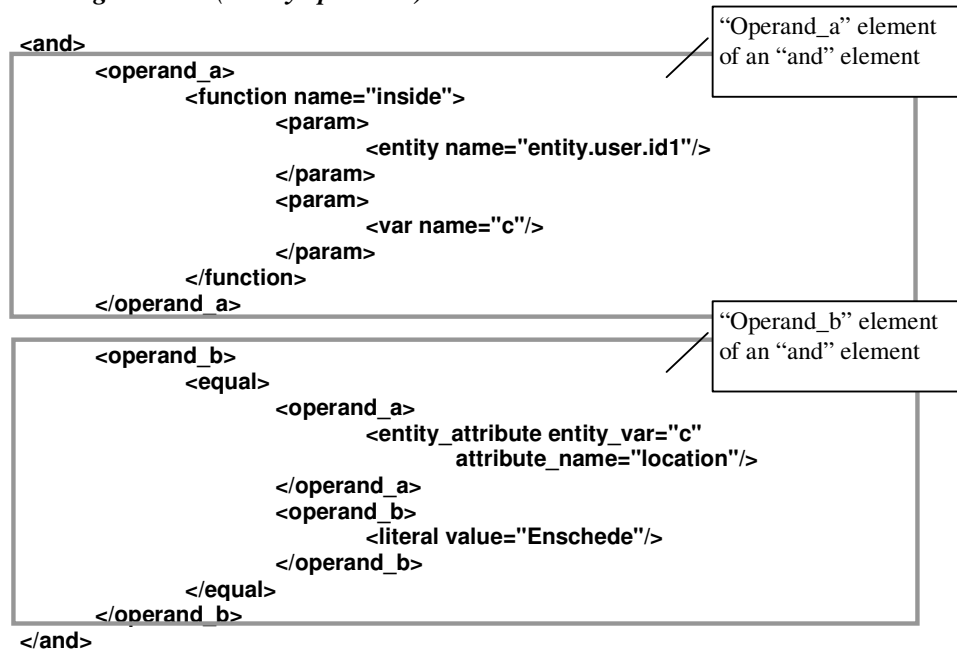 <and>
<operand_a>
<function name="inside">
<param>
<entity name="entity.user.id1"/>
</param>
<param>
<var name="c"/>
</param>
</function>
</operand_a>
“Operand_a” element
of an “and” element
<operand_b>
<equal>
<operand_a>
<entity_attribute entity_var="c"
attribute_name="location"/>
</operand_a>
<operand_b>
<literal value="Enschede"/>
</operand_b>
</equal>
</operand_b>
“Operand_b” element
of an “and” element
</and>